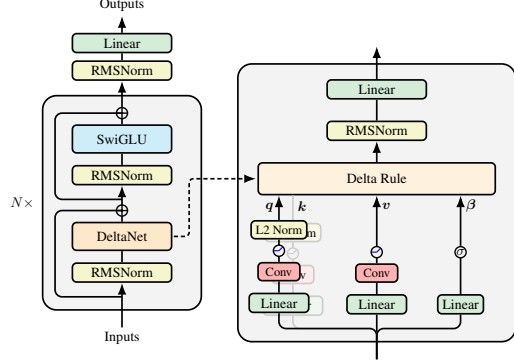 Outputs
Linear
RMSNorm
SwiGLU
RMSNorm
N×
DeltaNet
RMSNorm
Inputs
Linear
RMSNorm
Delta Rule
q k v β
L2 Norm m
σ
Conv v Conv
Linear Linear Linear